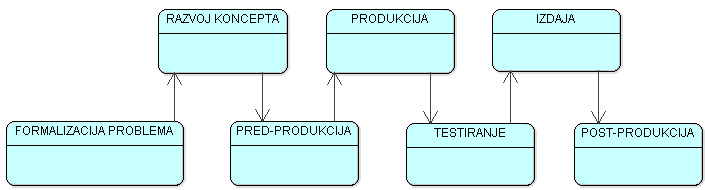 RAZVOJ KONCEPTA
PRODUKCIJA
IZDAJA
FORMALIZACIJA PROBLEMA
PRED-PRODUKCIJA
TESTIRANJE
POST-PRODUKCIJA